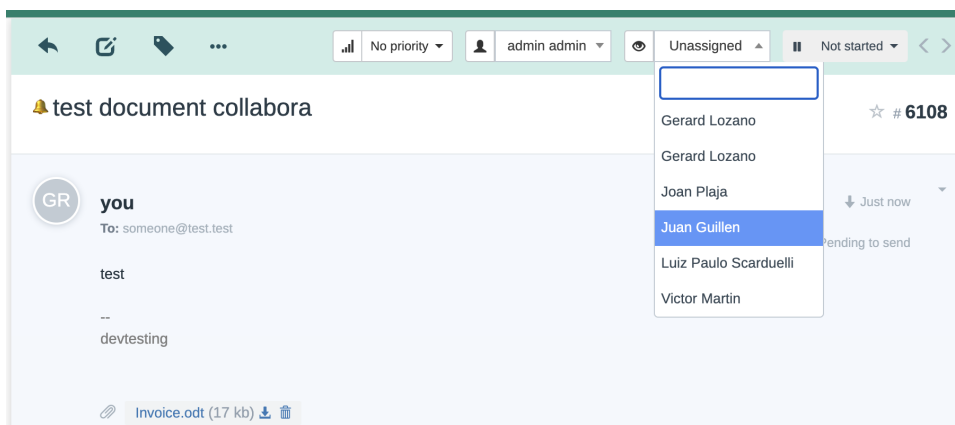 No priority
admin admin
Unassigned
Not started
test document collabora
# 6108
Gerard Lozano
Gerard Lozano
Joan Plaja
Juan Guillen
Luiz Paulo Scarduelli
Victor Martin
GR
you
Just now
To: someone@test.test
Pending to send
test
--
devtesting
Invoice.odt (17 kb)